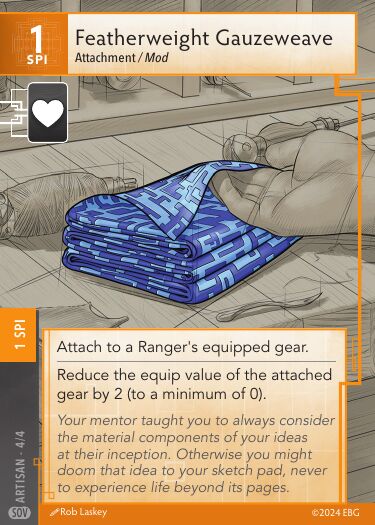 1
SPI
Featherweight Gauzeweave
Attachment / Mod
1 SPI
Attach to a Ranger's equipped gear.
Reduce the equip value of the attached
gear by 2 (to a minimum of 0).
Your mentor taught you to always consider
the material components of your ideas
at their inception. Otherwise you might
doom that idea to your sketch pad, never
to experience life beyond its pages.
ARTISAN - 4/4
SOV
Rob Laskey
©2024 EBG